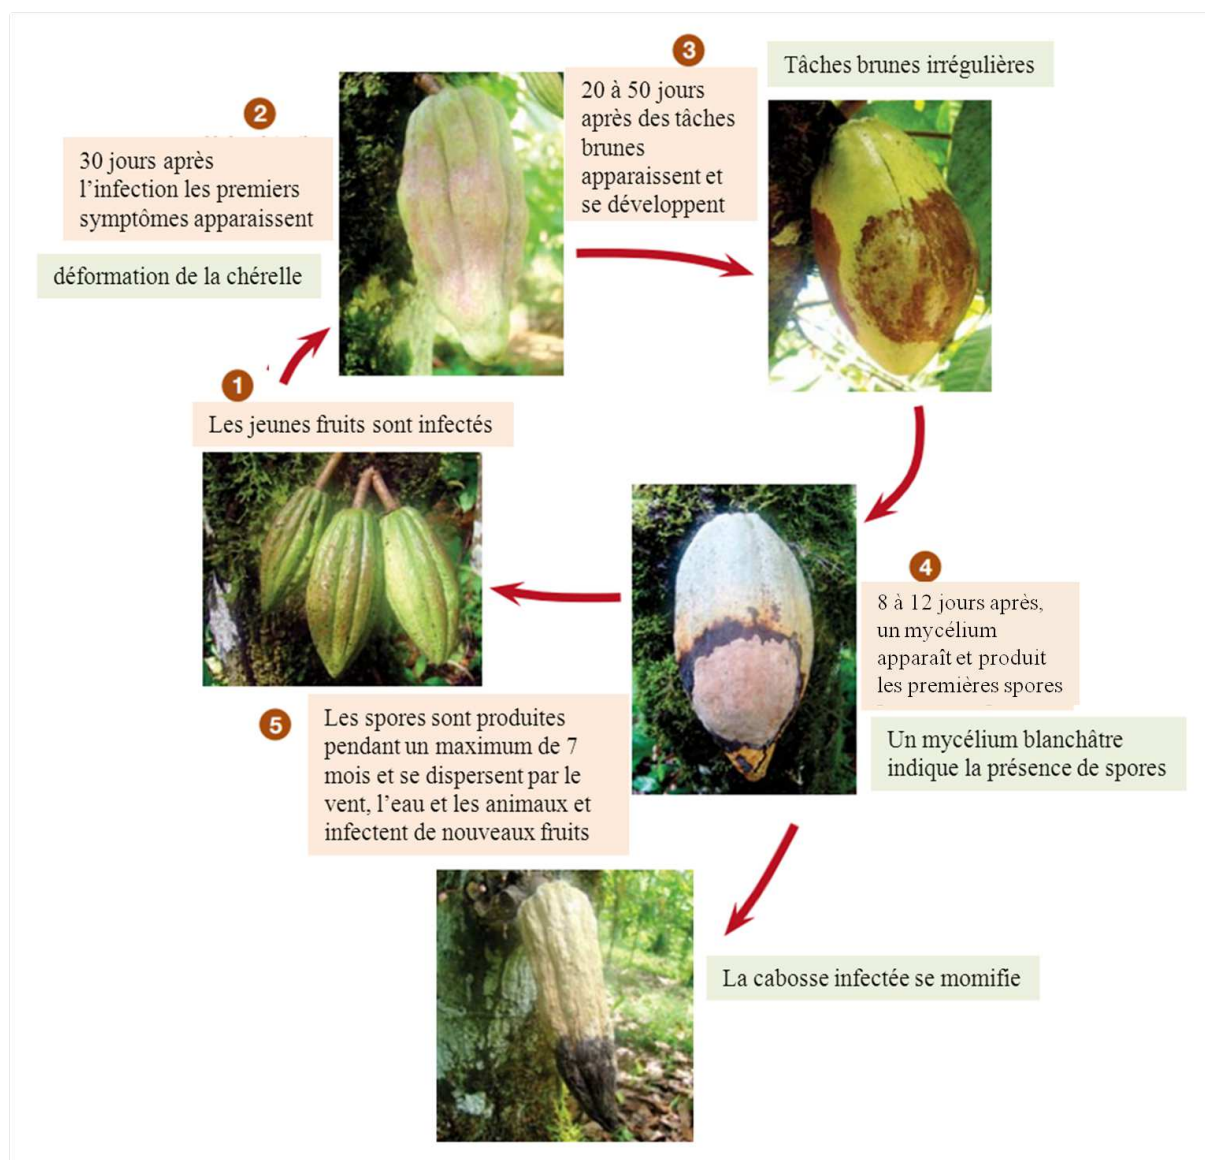 1
Les jeunes fruits sont infectés
2
30 jours après
l’infection les premiers
symptômes apparaissent
déformation de la chérelle
3
20 à 50 jours
après des tâches
brunes
apparaissent et
se développent
Tâches brunes irrégulières
4
8 à 12 jours après,
un mycélium
apparaît et produit
les premières spores
Un mycélium blanchâtre
indique la présence de spores
5
Les spores sont produites
pendant un maximum de 7
mois et se dispersent par le
vent, l’eau et les animaux et
infectent de nouveaux fruits
La cabosse infectée se momifie